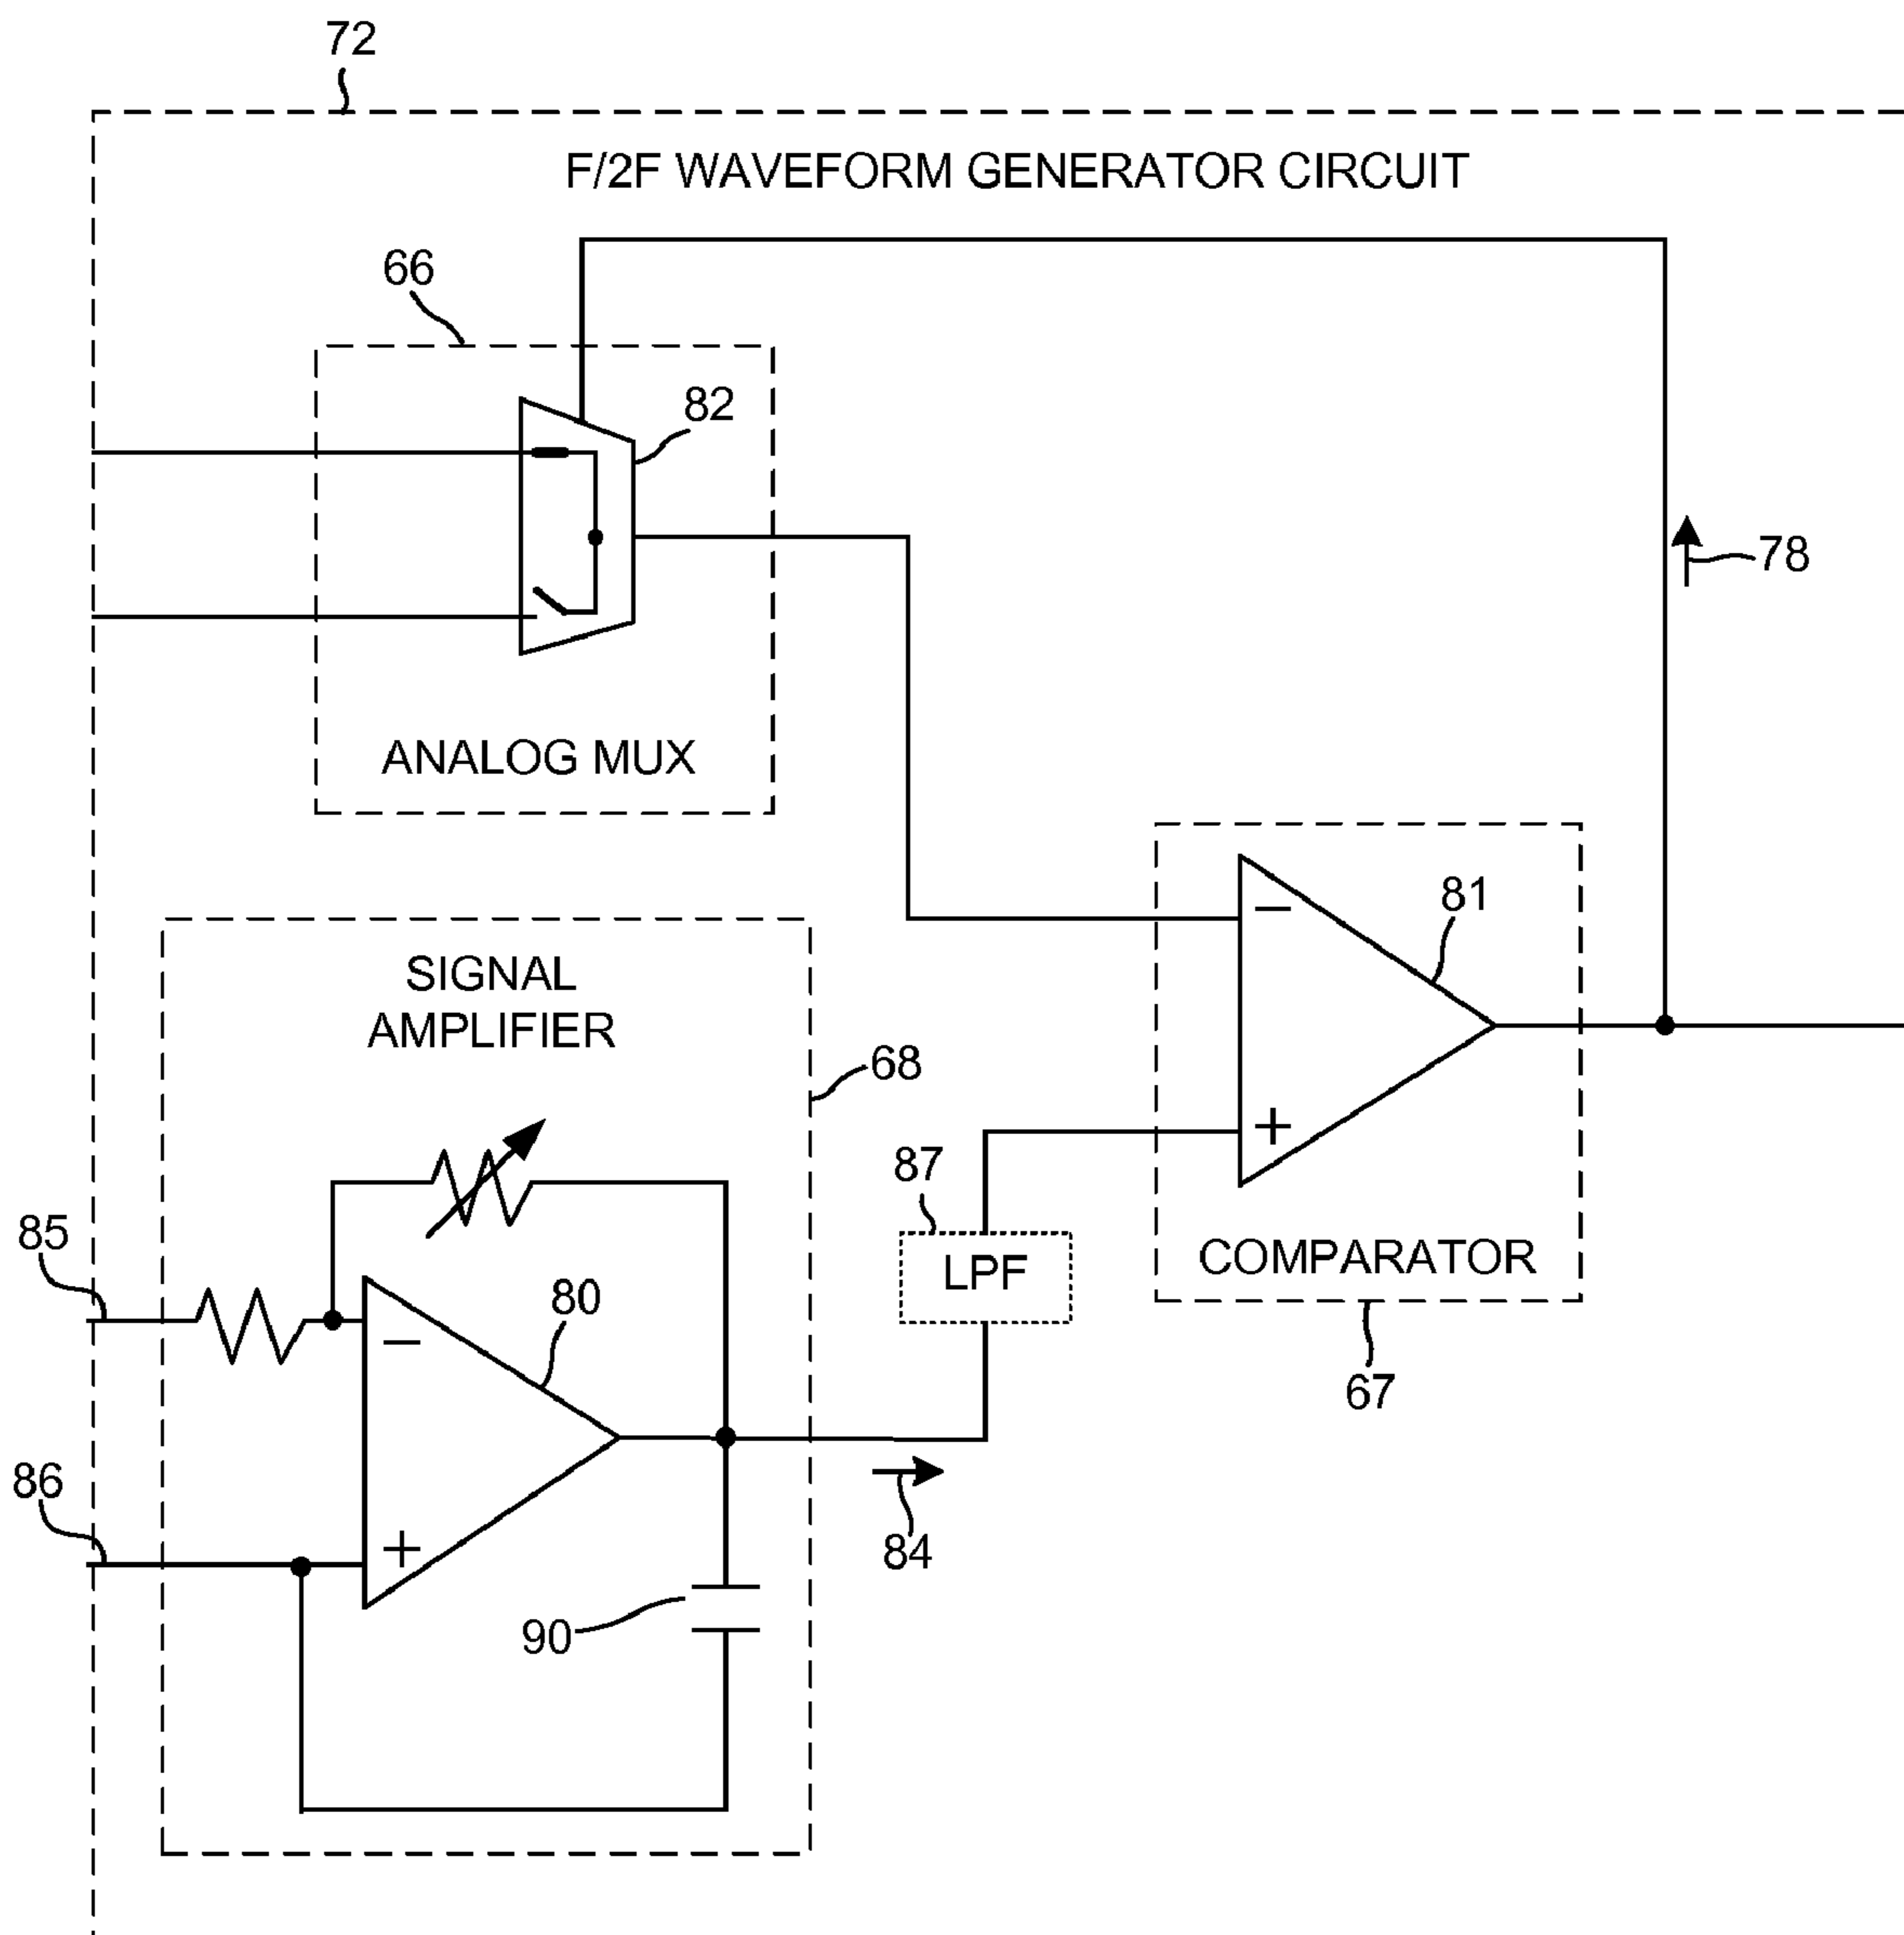 72
F/2F WAVEFORM GENERATOR CIRCUIT
66
82
78
ANALOG MUX
81
−
SIGNAL
AMPLIFIER
68
+
87
LPF
COMPARATOR
85
80
−
67
86
+
84
90